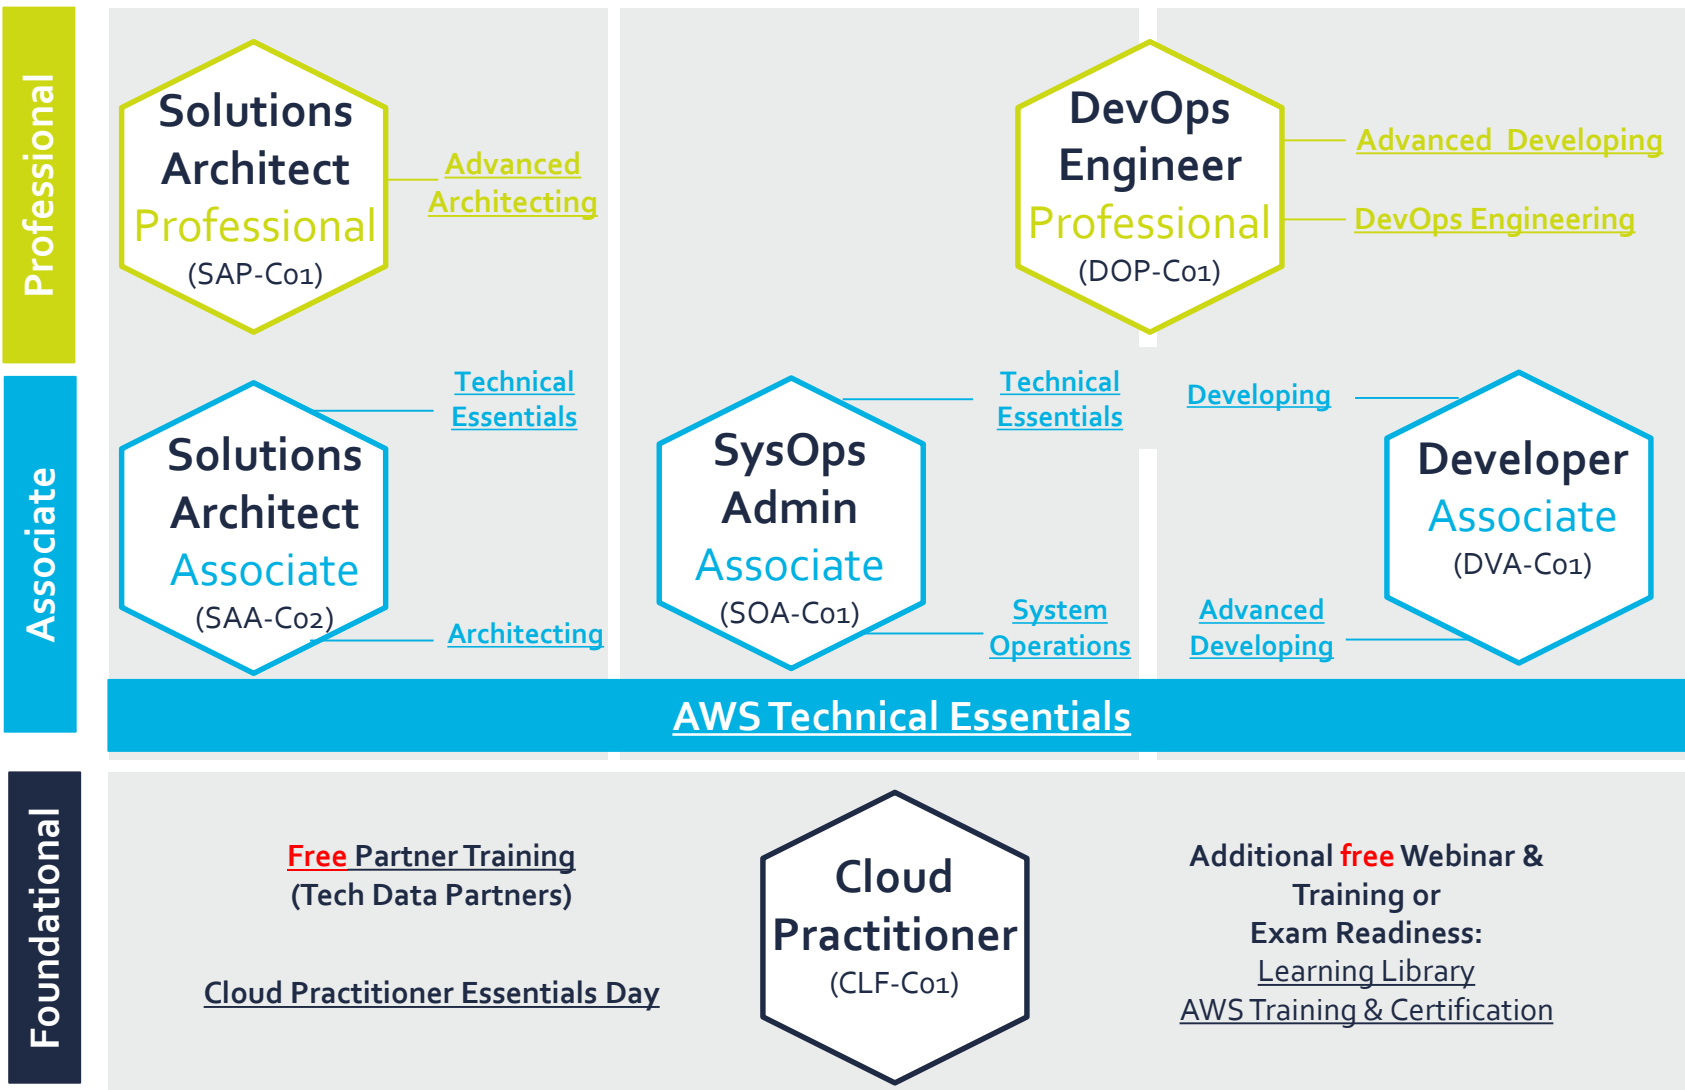 Professional
Solutions
Architect
Professional
(SAP-C01)
Advanced
Architecting
DevOps
Engineer
Professional
(DOP-C01)
Advanced Developing
DevOps Engineering
Associate
Solutions
Architect
Associate
(SAA-C02)
Technical
Essentials
Architecting
SysOps
Admin
Associate
(SOA-C01)
Technical
Essentials
System
Operations
Developing
Advanced
Developing
Developer
Associate
(DVA-C01)
AWS Technical Essentials
Foundational
Free Partner Training
(Tech Data Partners)
Cloud Practitioner Essentials Day
Cloud
Practitioner
(CLF-C01)
Additional free Webinar &
Training or
Exam Readiness:
Learning Library
AWS Training & Certification